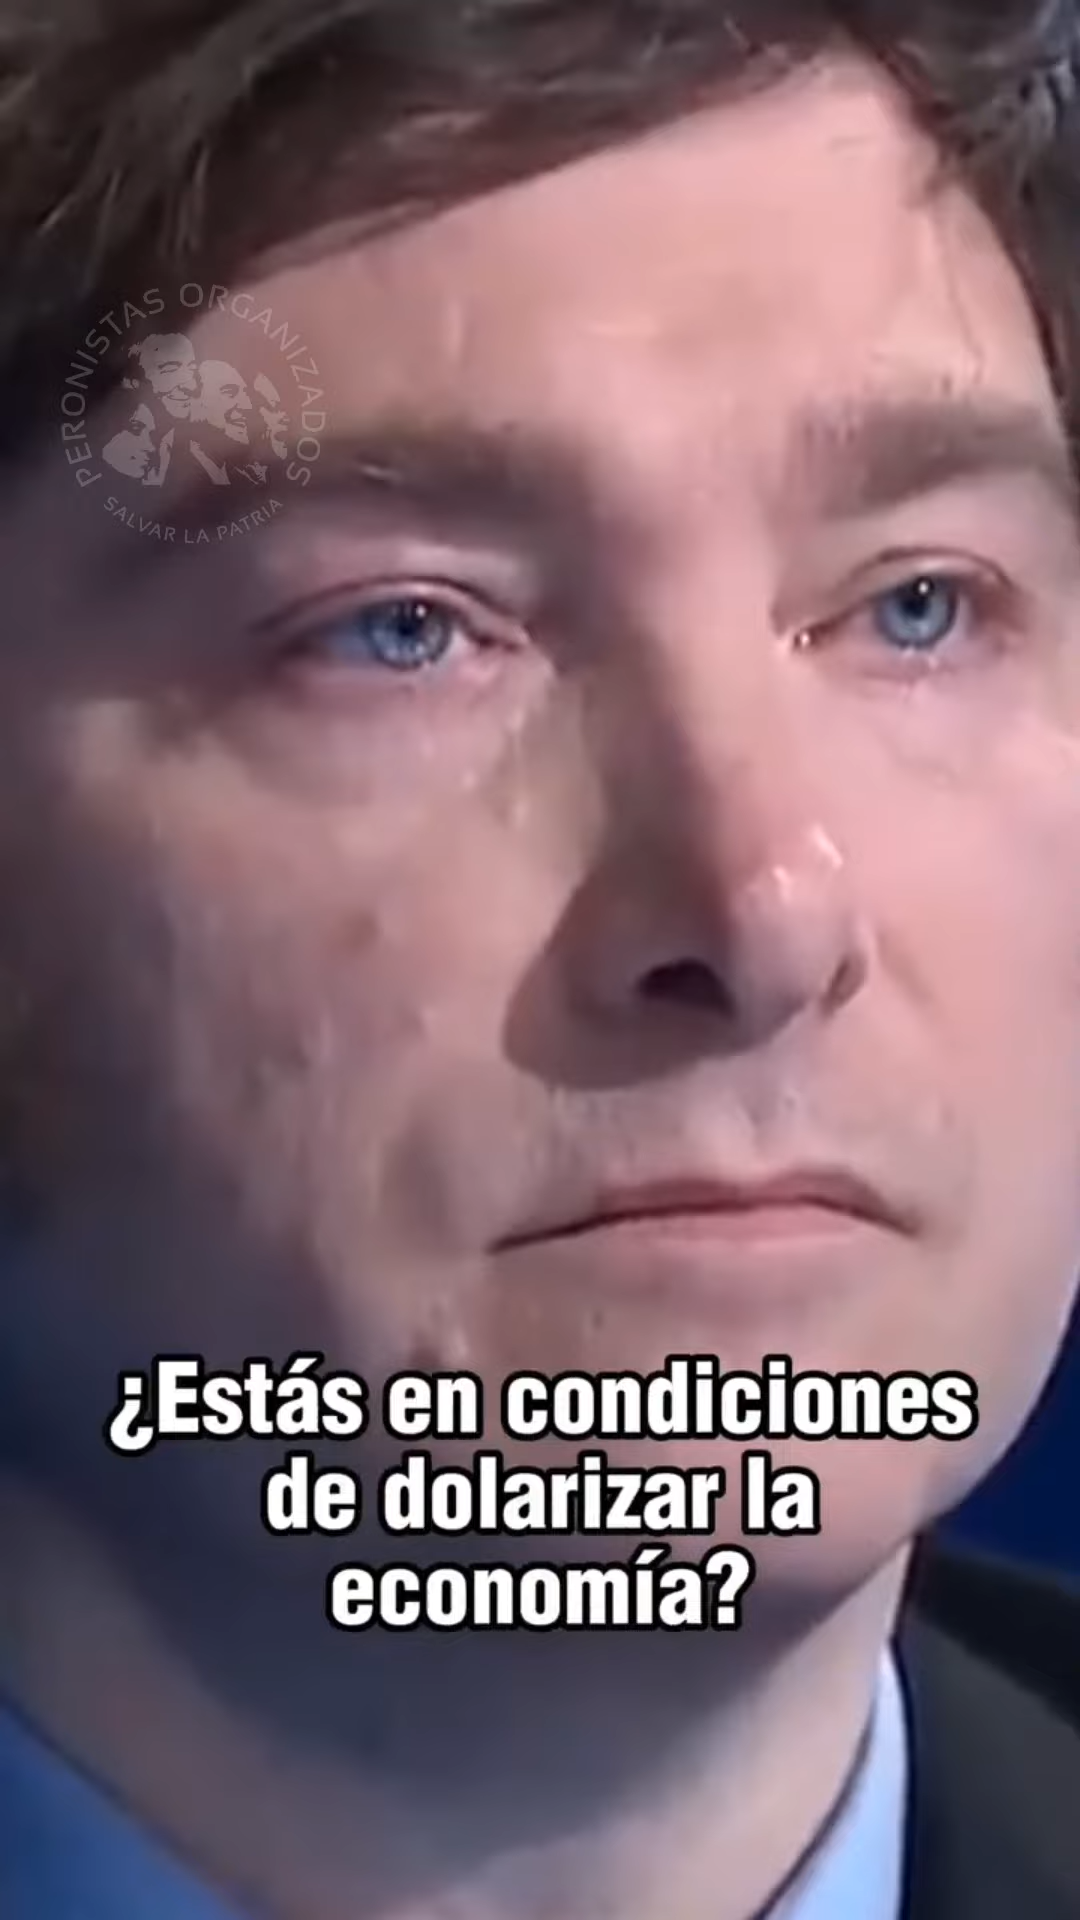 PERONISTAS ORGANIZADOS
SALVAR LA PATRIA
¿Estás en condiciones
de dolarizar la
economía?